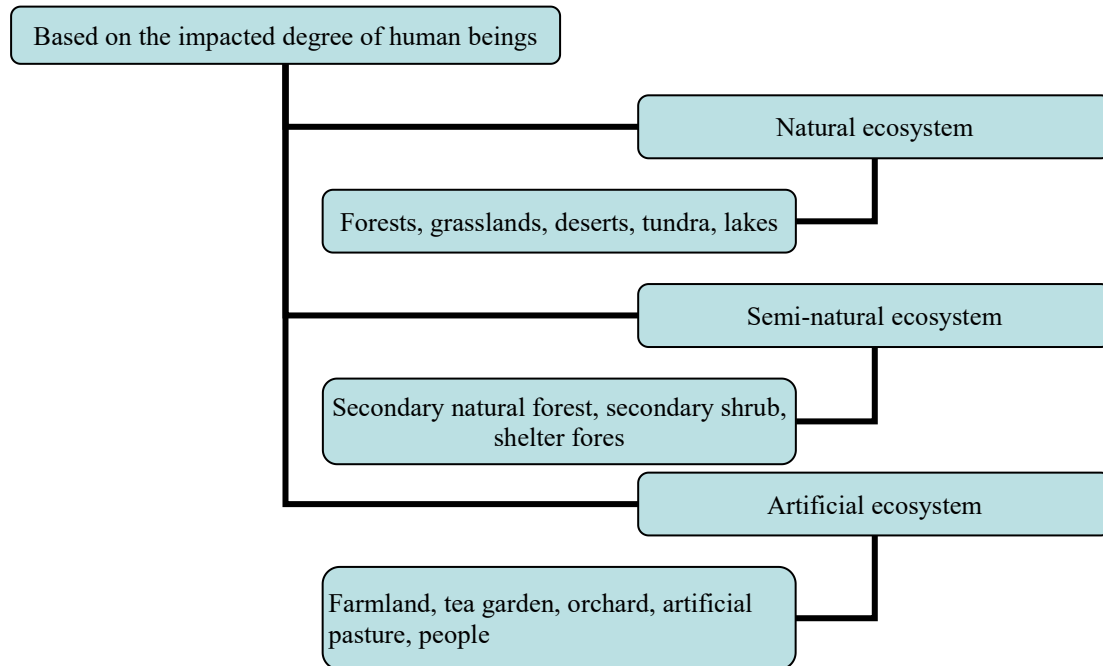 Based on the impacted degree of human beings
Natural ecosystem
Forests, grasslands, deserts, tundra, lakes
Semi-natural ecosystem
Secondary natural forest, secondary shrub,
shelter fores
Artificial ecosystem
Farmland, tea garden, orchard, artificial
pasture, people